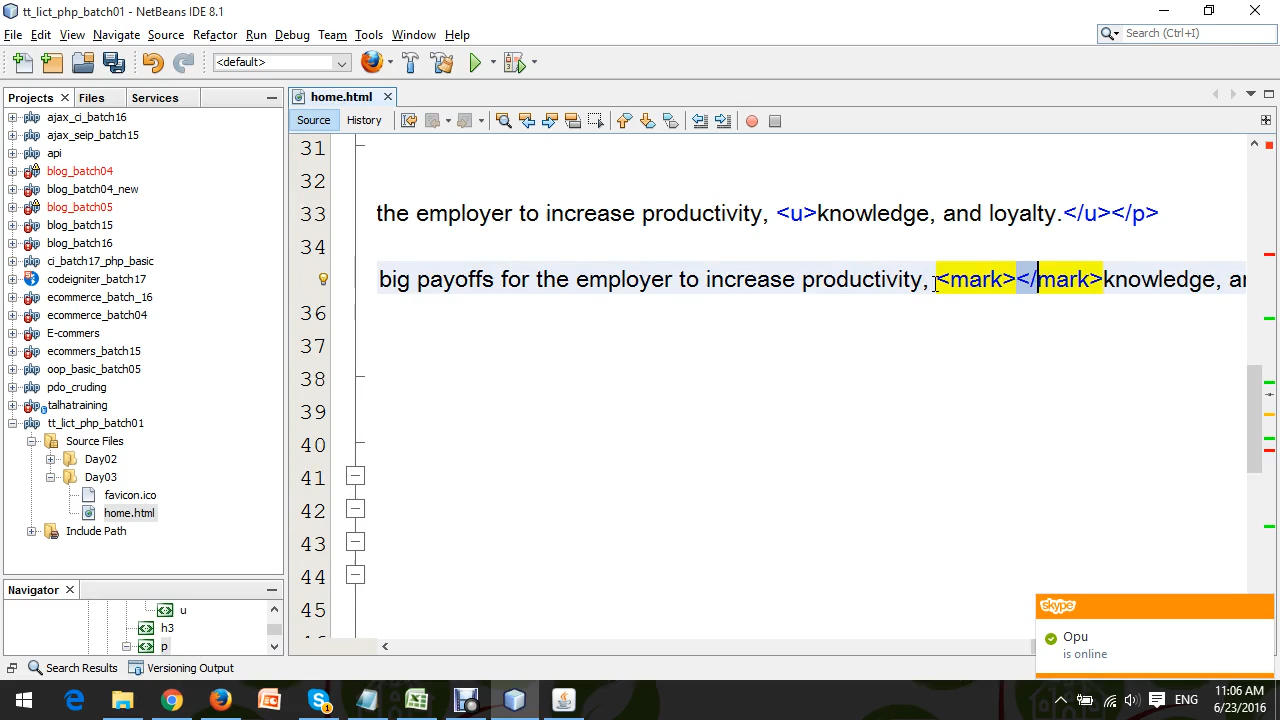 tt_lict_php_batch01 - NetBeans IDE 8.1
File Edit View Navigate Source Refactor Run Debug Team Tools Window Help
Search (Ctrl+I)
<default>
Projects Files Services
home.html
Source History
ajax_ci_batch16
ajax_seip_batch15
api
blog_batch04
blog_batch04_new
blog_batch05
blog_batch15
blog_batch16
ci_batch17_php_basic
codeigniter_batch17
ecommerce_batch_16
ecommerce_batch04
E-commers
ecommers_batch15
oop_basic_batch05
pdo_cruding
talhatraining
tt_lict_php_batch01
Source Files
Day02
Day03
favicon.ico
home.html
Include Path
31
32
33 the employer to increase productivity, <u>knowledge, and loyalty.</u></p>
34
big payoffs for the employer to increase productivity, <mark></mark>knowledge, an
36
37
38
39
40
41
42
43
44
45
Navigator
u
h3
p
Search Results Versioning Output
skype
Opu
is online
1
ENG
11:06 AM
6/23/2016